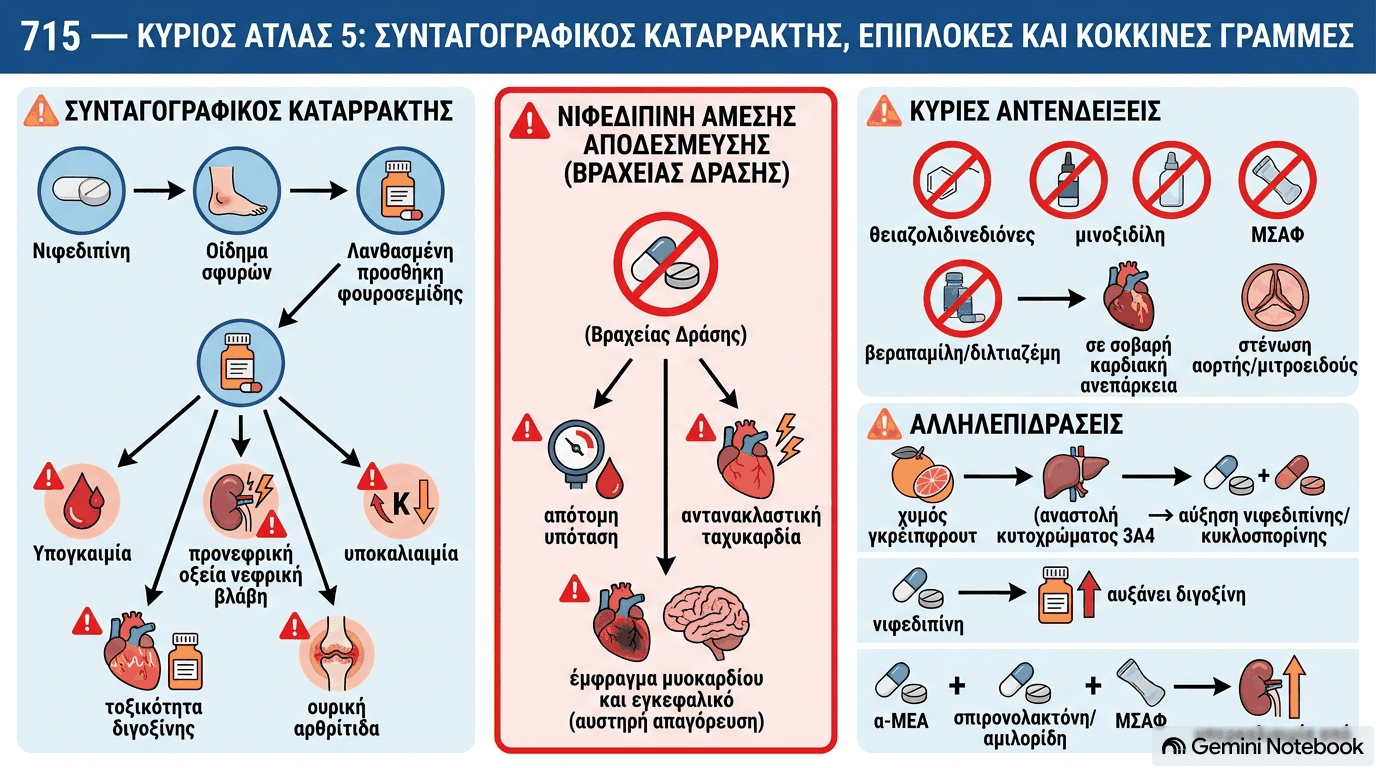 715 — ΚΥΡΙΟΣ ΑΤΛΑΣ 5: ΣΥΝΤΑΓΟΓΡΑΦΙΚΟΣ ΚΑΤΑΡΡΑΚΤΗΣ, ΕΠΙΠΛΟΚΕΣ ΚΑΙ ΚΟΚΚΙΝΕΣ ΓΡΑΜΜΕΣ
ΣΥΝΤΑΓΟΓΡΑΦΙΚΟΣ ΚΑΤΑΡΡΑΚΤΗΣ
Νιφεδιπίνη
Οίδημα
σφυρών
Λανθασμένη
προσθήκη
φουροσεμίδης
Υπογκαιμία
προνεφρική
οξεία νεφρική
βλάβη
K
υποκαλιαιμία
τοξικότητα
διγοξίνης
ουρική
αρθρίτιδα
ΝΙΦΕΔΙΠΙΝΗ ΑΜΕΣΗΣ
ΑΠΟΔΕΣΜΕΥΣΗΣ
(ΒΡΑΧΕΙΑΣ ΔΡΑΣΗΣ)
(Βραχείας Δράσης)
απότομη
υπόταση
αντανακλαστική
ταχυκαρδία
έμφραγμα μυοκαρδίου
και εγκεφαλικό
(αυστηρή απαγόρευση)
ΚΥΡΙΕΣ ΑΝΤΕΝΔΕΙΞΕΙΣ
θειαζολιδινεδιόνες
μινοξιδίλη
ΜΣΑΦ
βεραπαμίλη/διλτιαζέμη
σε σοβαρή
καρδιακή
ανεπάρκεια
στένωση
αορτής/μιτροειδούς
ΑΛΛΗΛΕΠΙΔΡΑΣΕΙΣ
+
χυμός
γκρέιπφρουτ
(αναστολή
κυτοχρώματος 3Α4
→ αύξηση νιφεδιπίνης/
κυκλοσπορίνης
νιφεδιπίνη
αυξάνει διγοξίνη
+
+
α-ΜΕΑ
σπιρονολακτόνη/
αμιλορίδη
ΜΣΑΦ
Gemini Notebook